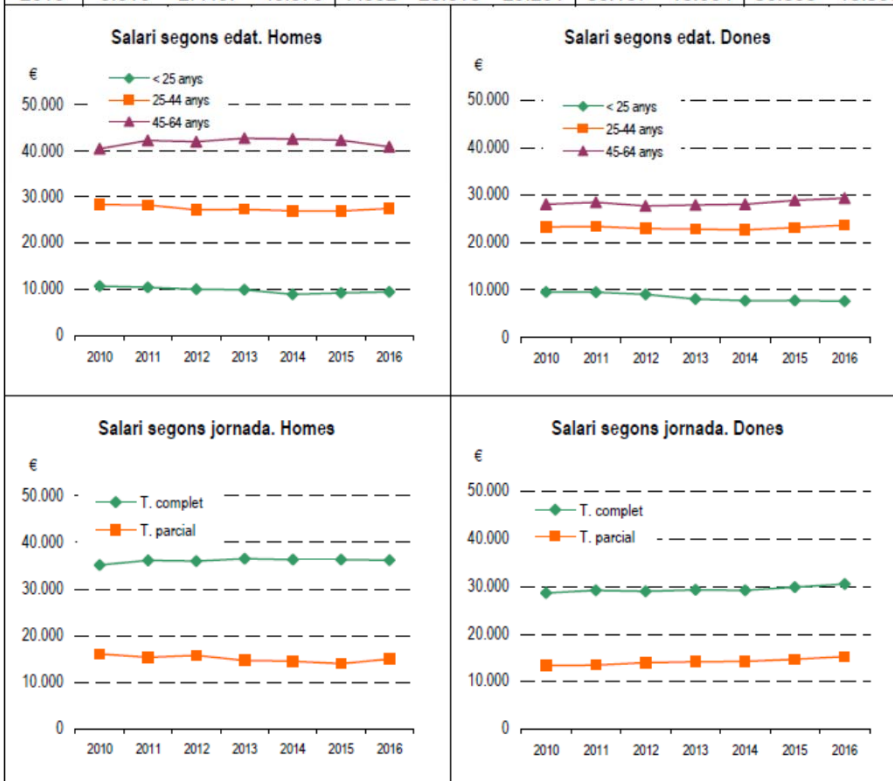 Salari segons edat. Homes
€
< 25 anys
25-44 anys
45-64 anys
50.000
40.000
30.000
20.000
10.000
0
2010 2011 2012 2013 2014 2015 2016
Salari segons edat. Dones
€
< 25 anys
25-44 anys
45-64 anys
50.000
40.000
30.000
20.000
10.000
0
2010 2011 2012 2013 2014 2015 2016
Salari segons jornada. Homes
€
T. complet
T. parcial
50.000
40.000
30.000
20.000
10.000
0
2010 2011 2012 2013 2014 2015 2016
Salari segons jornada. Dones
€
T. complet
T. parcial
50.000
40.000
30.000
20.000
10.000
0
2010 2011 2012 2013 2014 2015 2016